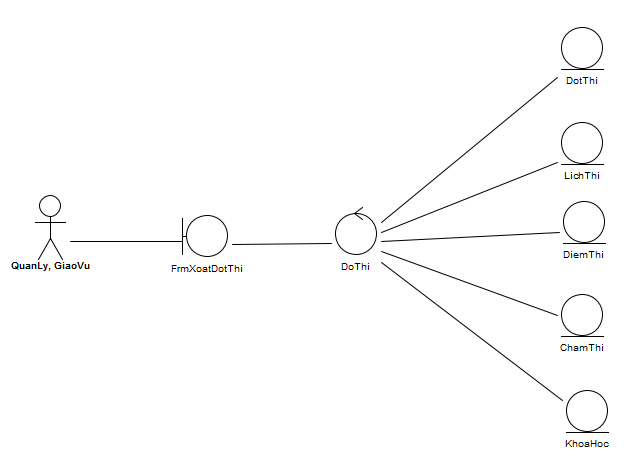 DotThi
LichThi
DiemThi
QuanLy, GiaoVu
FrmXoatDotThi
DoThi
ChamThi
KhoaHoc